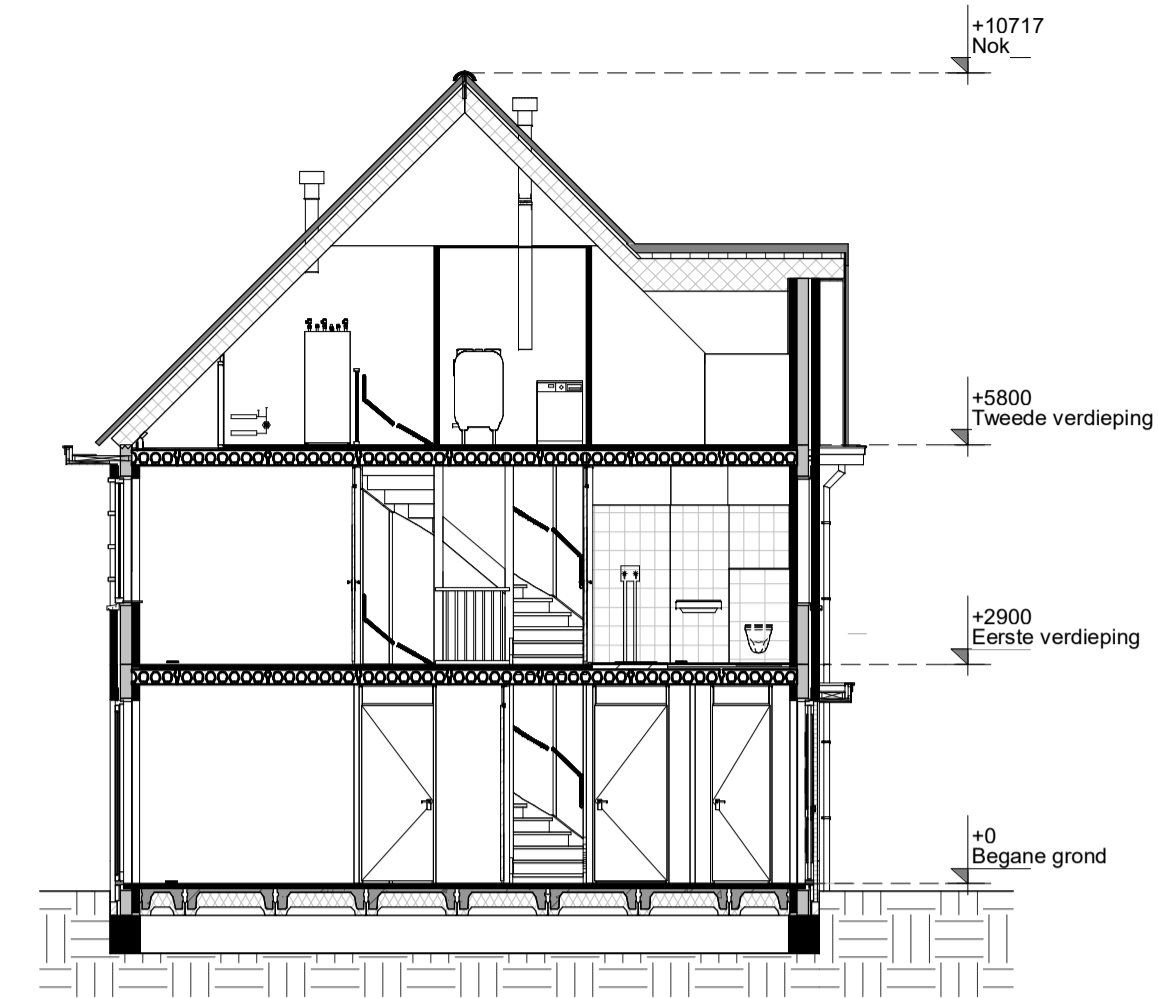 +10717
Nok
+5800
Tweede verdieping
+2900
Eerste verdieping
+0
Begane grond